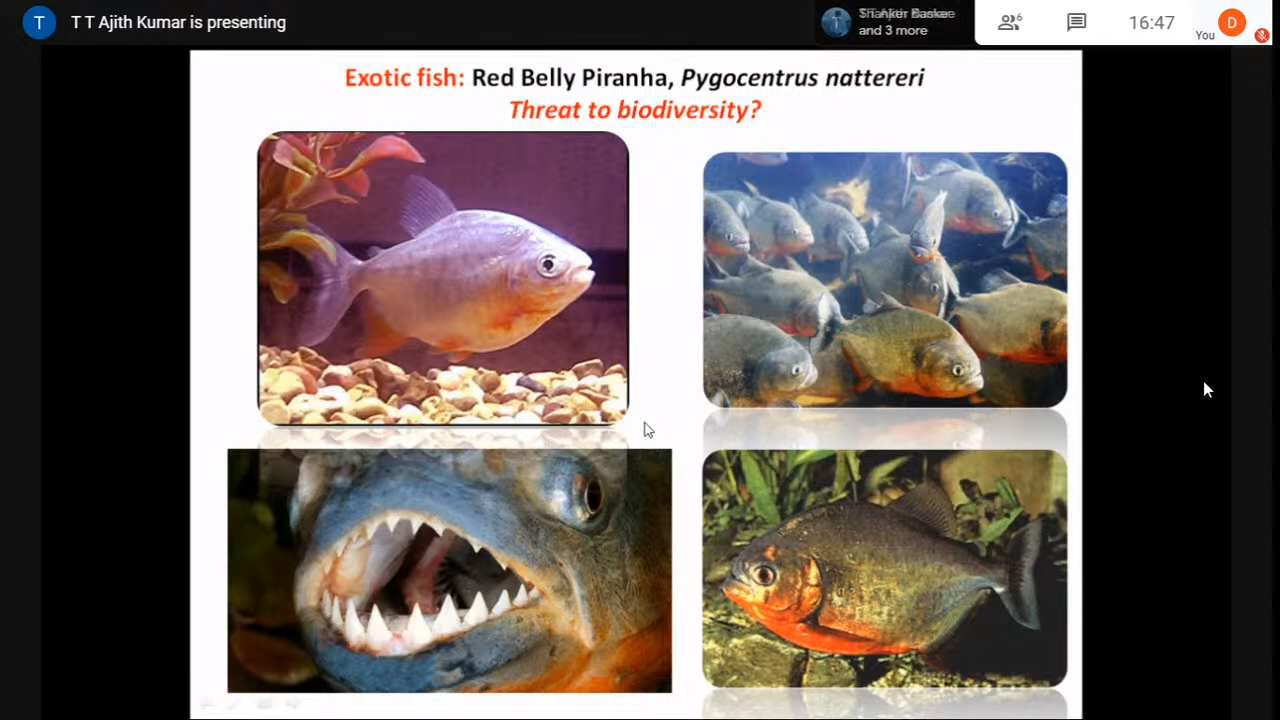 T T T Ajith Kumar is presenting
and 3 more
6
16:47
You D
Exotic fish: Red Belly Piranha, Pygocentrus nattereri
Threat to biodiversity?